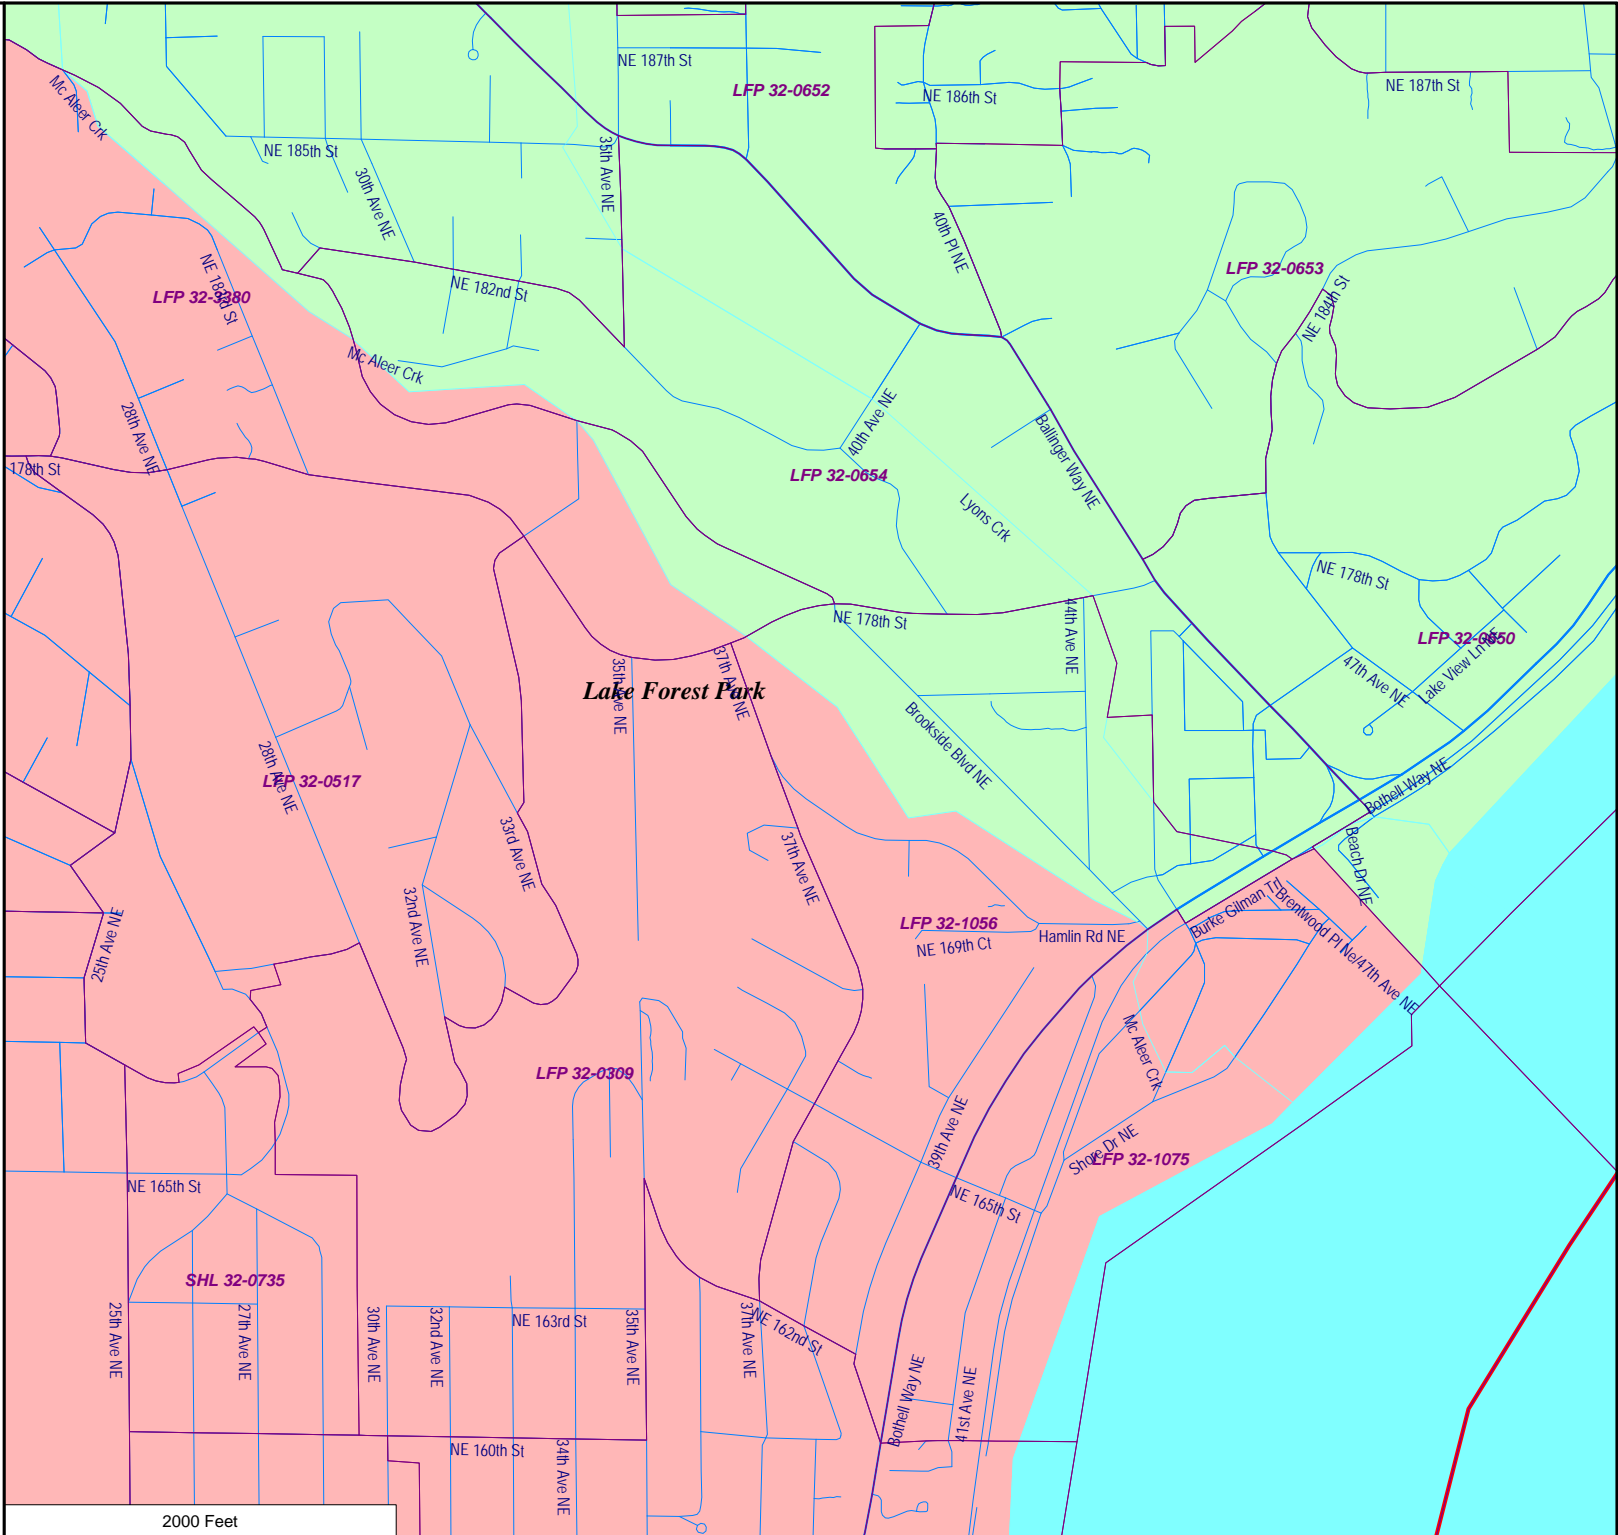 NE 187th St
LFP 32-0652
NE 186th St
NE 187th St
Mc Aleer Crk
NE 185th St
35th Ave NE
30th Ave NE
40th Pl NE
LFP 32-0653
NE 183rd St
LFP 32-3380
NE 182nd St
NE 184th St
Mc Aleer Crk
28th Ave NE
40th Ave NE
Ballinger Way NE
178th St
LFP 32-0654
Lyons Crk
NE 178th St
NE 178th St
44th Ave NE
LFP 32-0650
Lake View Ln NE
47th Ave NE
35th Ave NE
37th Ave NE
Lake Forest Park
Brookside Blvd NE
28th Ave NE
LFP 32-0517
Bothell Way NE
33rd Ave NE
37th Ave NE
Beach Dr NE
32nd Ave NE
25th Ave NE
LFP 32-1056
NE 169th Ct
Hamlin Rd NE
Burke Gilman Trl
Brentwood Pl Ne/47th Ave NE
Mc Aleer Crk
LFP 32-0309
39th Ave NE
Shore Dr NE
LFP 32-1075
NE 165th St
NE 165th St
SHL 32-0735
25th Ave NE
27th Ave NE
30th Ave NE
32nd Ave NE
NE 163rd St
35th Ave NE
37th Ave NE
NE 162nd St
Bothell Way NE
41st Ave NE
NE 160th St
34th Ave NE
2000 Feet